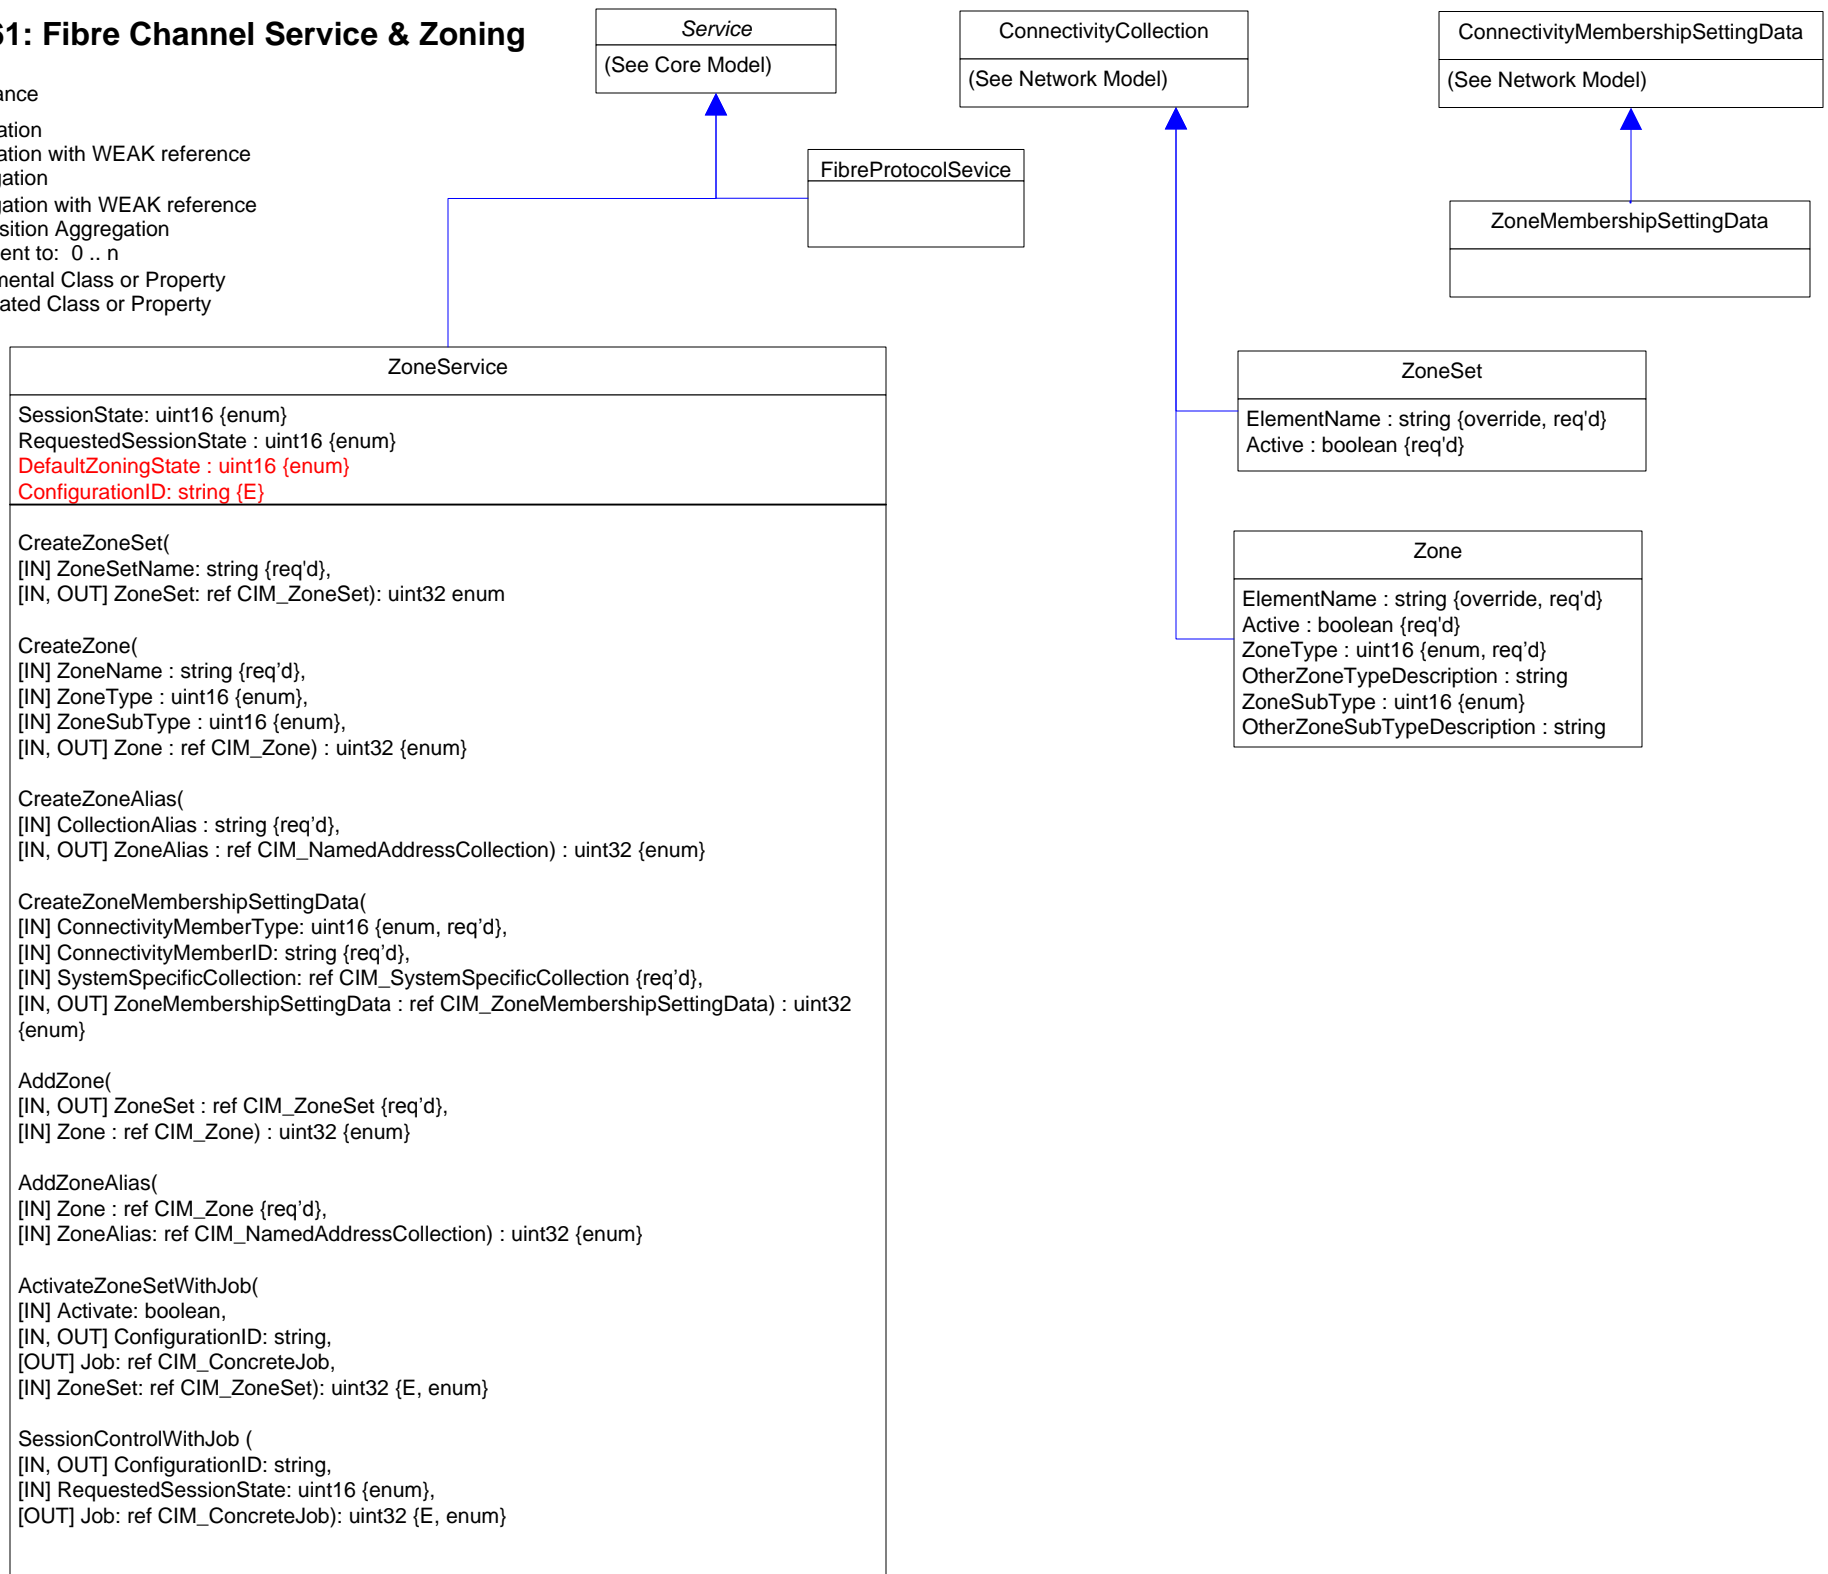 61: Fibre Channel Service & Zoning
ance
ation
ation with WEAK reference
gation
gation with WEAK reference
sition Aggregation
ent to:  0 .. n
mental Class or Property
ated Class or Property
Service
(See Core Model)
ConnectivityCollection
(See Network Model)
ConnectivityMembershipSettingData
(See Network Model)
FibreProtocolSevice
ZoneMembershipSettingData
ZoneService
SessionState: uint16 {enum}
RequestedSessionState : uint16 {enum}
DefaultZoningState : uint16 {enum}
ConfigurationID: string {E}
CreateZoneSet(
[IN] ZoneSetName: string {req'd},
[IN, OUT] ZoneSet: ref CIM_ZoneSet): uint32 enum
CreateZone(
[IN] ZoneName : string {req’d},
[IN] ZoneType : uint16 {enum},
[IN] ZoneSubType : uint16 {enum},
[IN, OUT] Zone : ref CIM_Zone) : uint32 {enum}
CreateZoneAlias(
[IN] CollectionAlias : string {req’d},
[IN, OUT] ZoneAlias : ref CIM_NamedAddressCollection) : uint32 {enum}
CreateZoneMembershipSettingData(
[IN] ConnectivityMemberType: uint16 {enum, req’d},
[IN] ConnectivityMemberID: string {req’d},
[IN] SystemSpecificCollection: ref CIM_SystemSpecificCollection {req’d},
[IN, OUT] ZoneMembershipSettingData : ref CIM_ZoneMembershipSettingData) : uint32
{enum}
AddZone(
[IN, OUT] ZoneSet : ref CIM_ZoneSet {req’d},
[IN] Zone : ref CIM_Zone) : uint32 {enum}
AddZoneAlias(
[IN] Zone : ref CIM_Zone {req’d},
[IN] ZoneAlias: ref CIM_NamedAddressCollection) : uint32 {enum}
ActivateZoneSetWithJob(
[IN] Activate: boolean,
[IN, OUT] ConfigurationID: string,
[OUT] Job: ref CIM_ConcreteJob,
[IN] ZoneSet: ref CIM_ZoneSet): uint32 {E, enum}
SessionControlWithJob (
[IN, OUT] ConfigurationID: string,
[IN] RequestedSessionState: uint16 {enum},
[OUT] Job: ref CIM_ConcreteJob): uint32 {E, enum}
ZoneSet
ElementName : string {override, req'd}
Active : boolean {req'd}
Zone
ElementName : string {override, req'd}
Active : boolean {req'd}
ZoneType : uint16 {enum, req’d}
OtherZoneTypeDescription : string
ZoneSubType : uint16 {enum}
OtherZoneSubTypeDescription : string